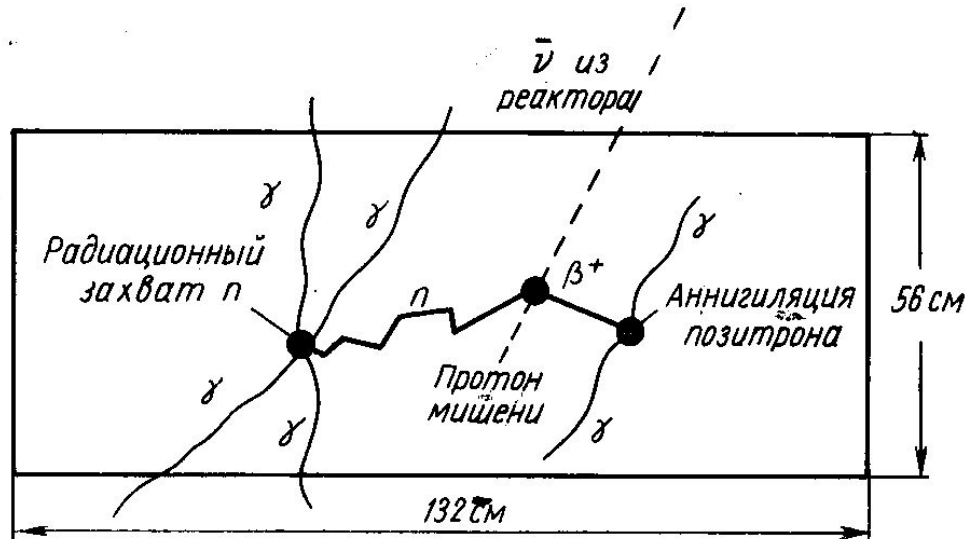 ν̄ из
реактора
γ
γ
γ
Радиационный
захват n
n
β⁺
Аннигиляция
позитрона
56 см
Протон
мишени
γ
γ
γ
132 см